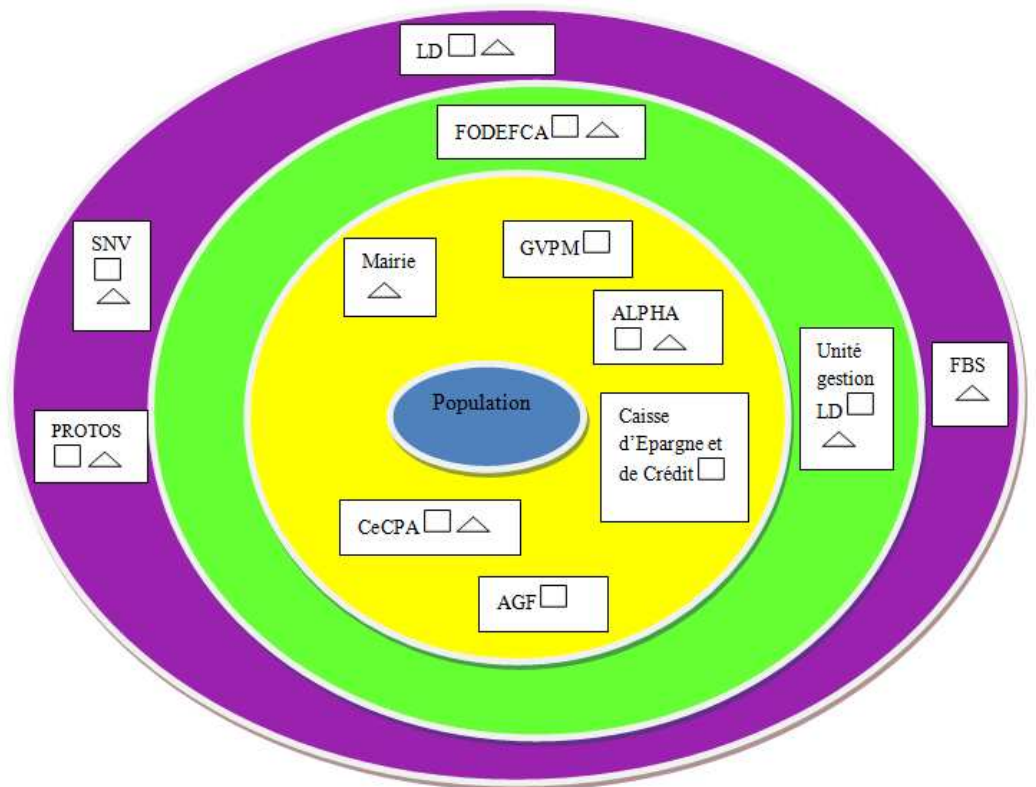 LD
FODEFCA
SNV
Mairie
GVPM
ALPHA
Unité
gestion
LD
FBS
Population
Caisse
d'Epargne et
de Crédit
PROTOS
CeCPA
AGF